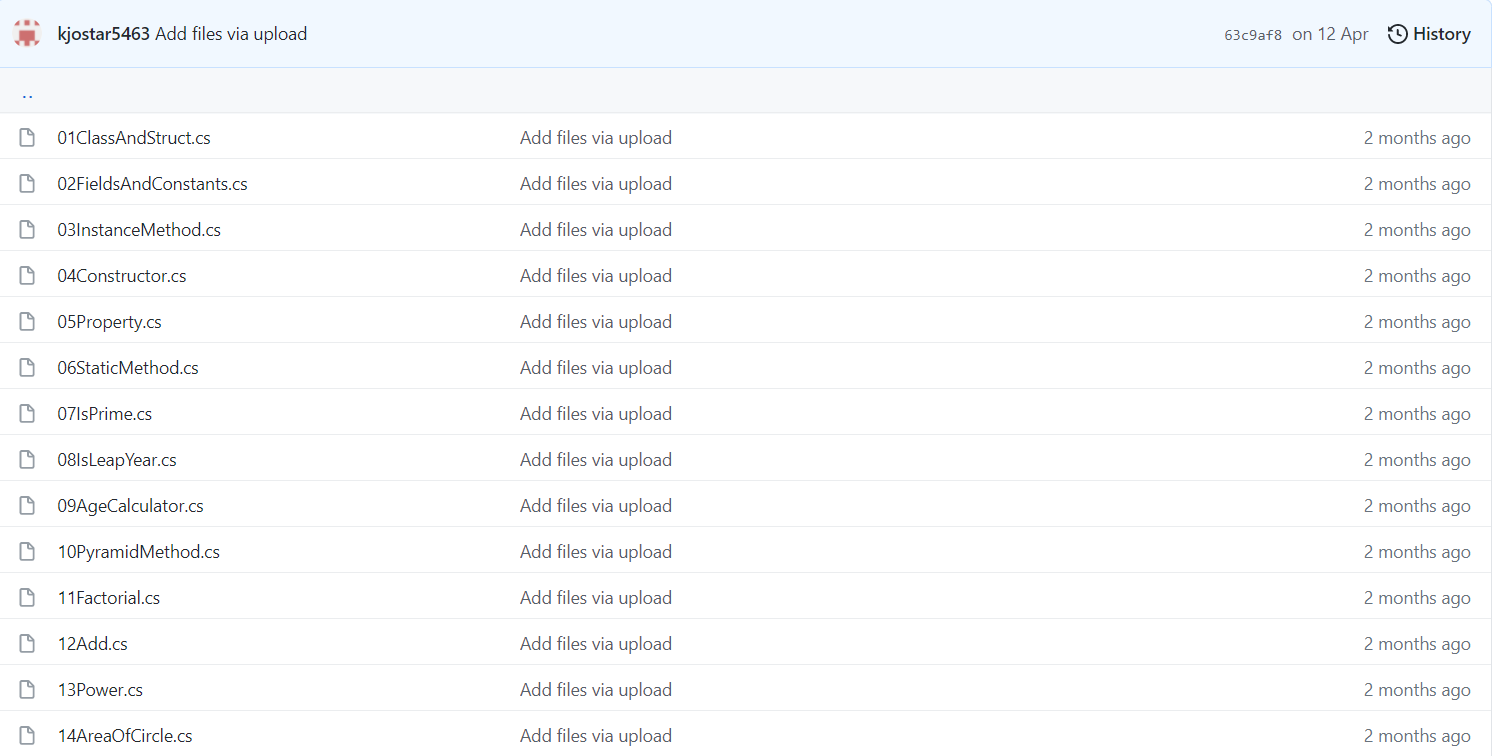 kjostar5463 Add files via upload 63c9af8 on 12 Apr History
..
01ClassAndStruct.cs Add files via upload 2 months ago
02FieldsAndConstants.cs Add files via upload 2 months ago
03InstanceMethod.cs Add files via upload 2 months ago
04Constructor.cs Add files via upload 2 months ago
05Property.cs Add files via upload 2 months ago
06StaticMethod.cs Add files via upload 2 months ago
07IsPrime.cs Add files via upload 2 months ago
08IsLeapYear.cs Add files via upload 2 months ago
09AgeCalculator.cs Add files via upload 2 months ago
10PyramidMethod.cs Add files via upload 2 months ago
11Factorial.cs Add files via upload 2 months ago
12Add.cs Add files via upload 2 months ago
13Power.cs Add files via upload 2 months ago
14AreaOfCircle.cs Add files via upload 2 months ago